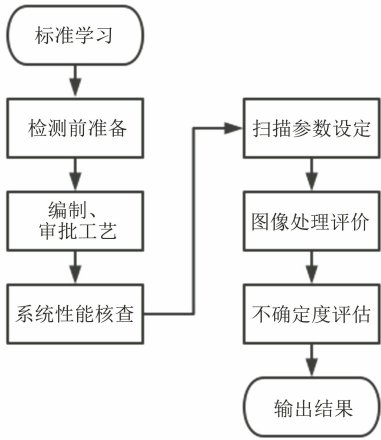 标准学习
检测前准备
编制、
审批工艺
系统性能核查
扫描参数设定
图像处理评价
不确定度评估
输出结果